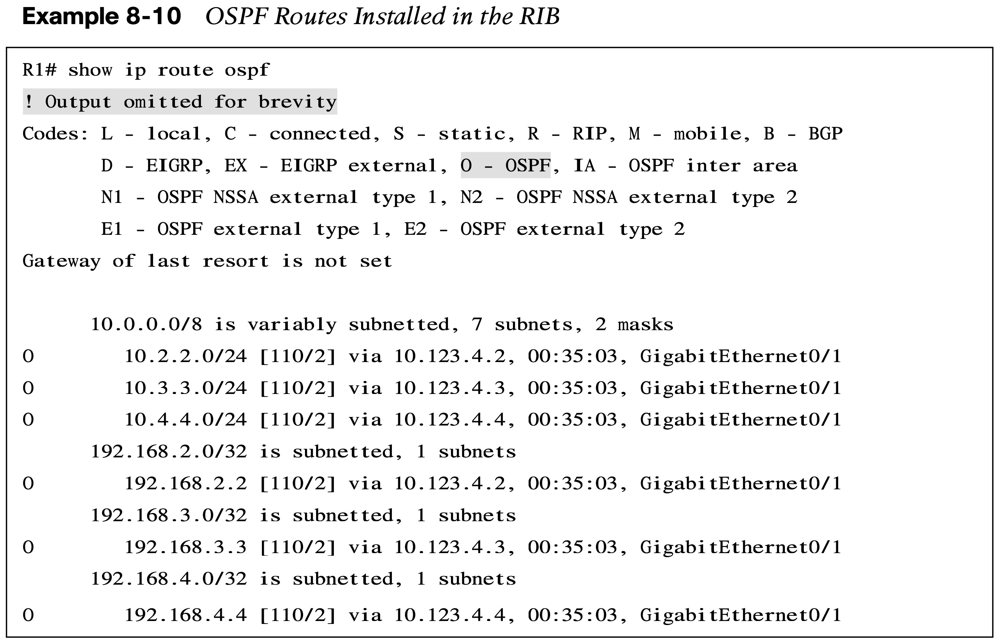 Example 8-10 OSPF Routes Installed in the RIB
R1# show ip route ospf
! Output omitted for brevity
Codes: L - local, C - connected, S - static, R - RIP, M - mobile, B - BGP
       D - EIGRP, EX - EIGRP external, O - OSPF, IA - OSPF inter area
       N1 - OSPF NSSA external type 1, N2 - OSPF NSSA external type 2
       E1 - OSPF external type 1, E2 - OSPF external type 2
Gateway of last resort is not set
      10.0.0.0/8 is variably subnetted, 7 subnets, 2 masks
O        10.2.2.0/24 [110/2] via 10.123.4.2, 00:35:03, GigabitEthernet0/1
O        10.3.3.0/24 [110/2] via 10.123.4.3, 00:35:03, GigabitEthernet0/1
O        10.4.4.0/24 [110/2] via 10.123.4.4, 00:35:03, GigabitEthernet0/1
      192.168.2.0/32 is subnetted, 1 subnets
O        192.168.2.2 [110/2] via 10.123.4.2, 00:35:03, GigabitEthernet0/1
      192.168.3.0/32 is subnetted, 1 subnets
O        192.168.3.3 [110/2] via 10.123.4.3, 00:35:03, GigabitEthernet0/1
      192.168.4.0/32 is subnetted, 1 subnets
O        192.168.4.4 [110/2] via 10.123.4.4, 00:35:03, GigabitEthernet0/1